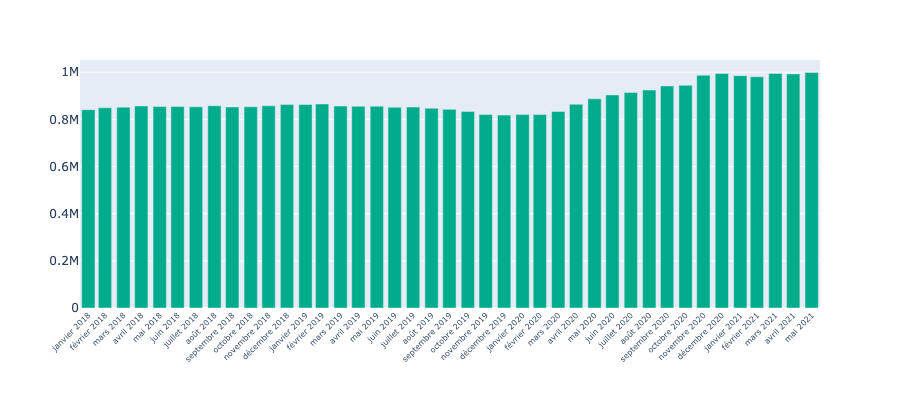 1M
0.8M
0.6M
0.4M
0.2M
0
janvier 2018
février 2018
mars 2018
avril 2018
mai 2018
juin 2018
juillet 2018
août 2018
septembre 2018
octobre 2018
novembre 2018
décembre 2018
janvier 2019
février 2019
mars 2019
avril 2019
mai 2019
juin 2019
juillet 2019
août 2019
septembre 2019
octobre 2019
novembre 2019
décembre 2019
janvier 2020
février 2020
mars 2020
avril 2020
mai 2020
juin 2020
juillet 2020
août 2020
septembre 2020
octobre 2020
novembre 2020
décembre 2020
janvier 2021
février 2021
mars 2021
avril 2021
mai 2021